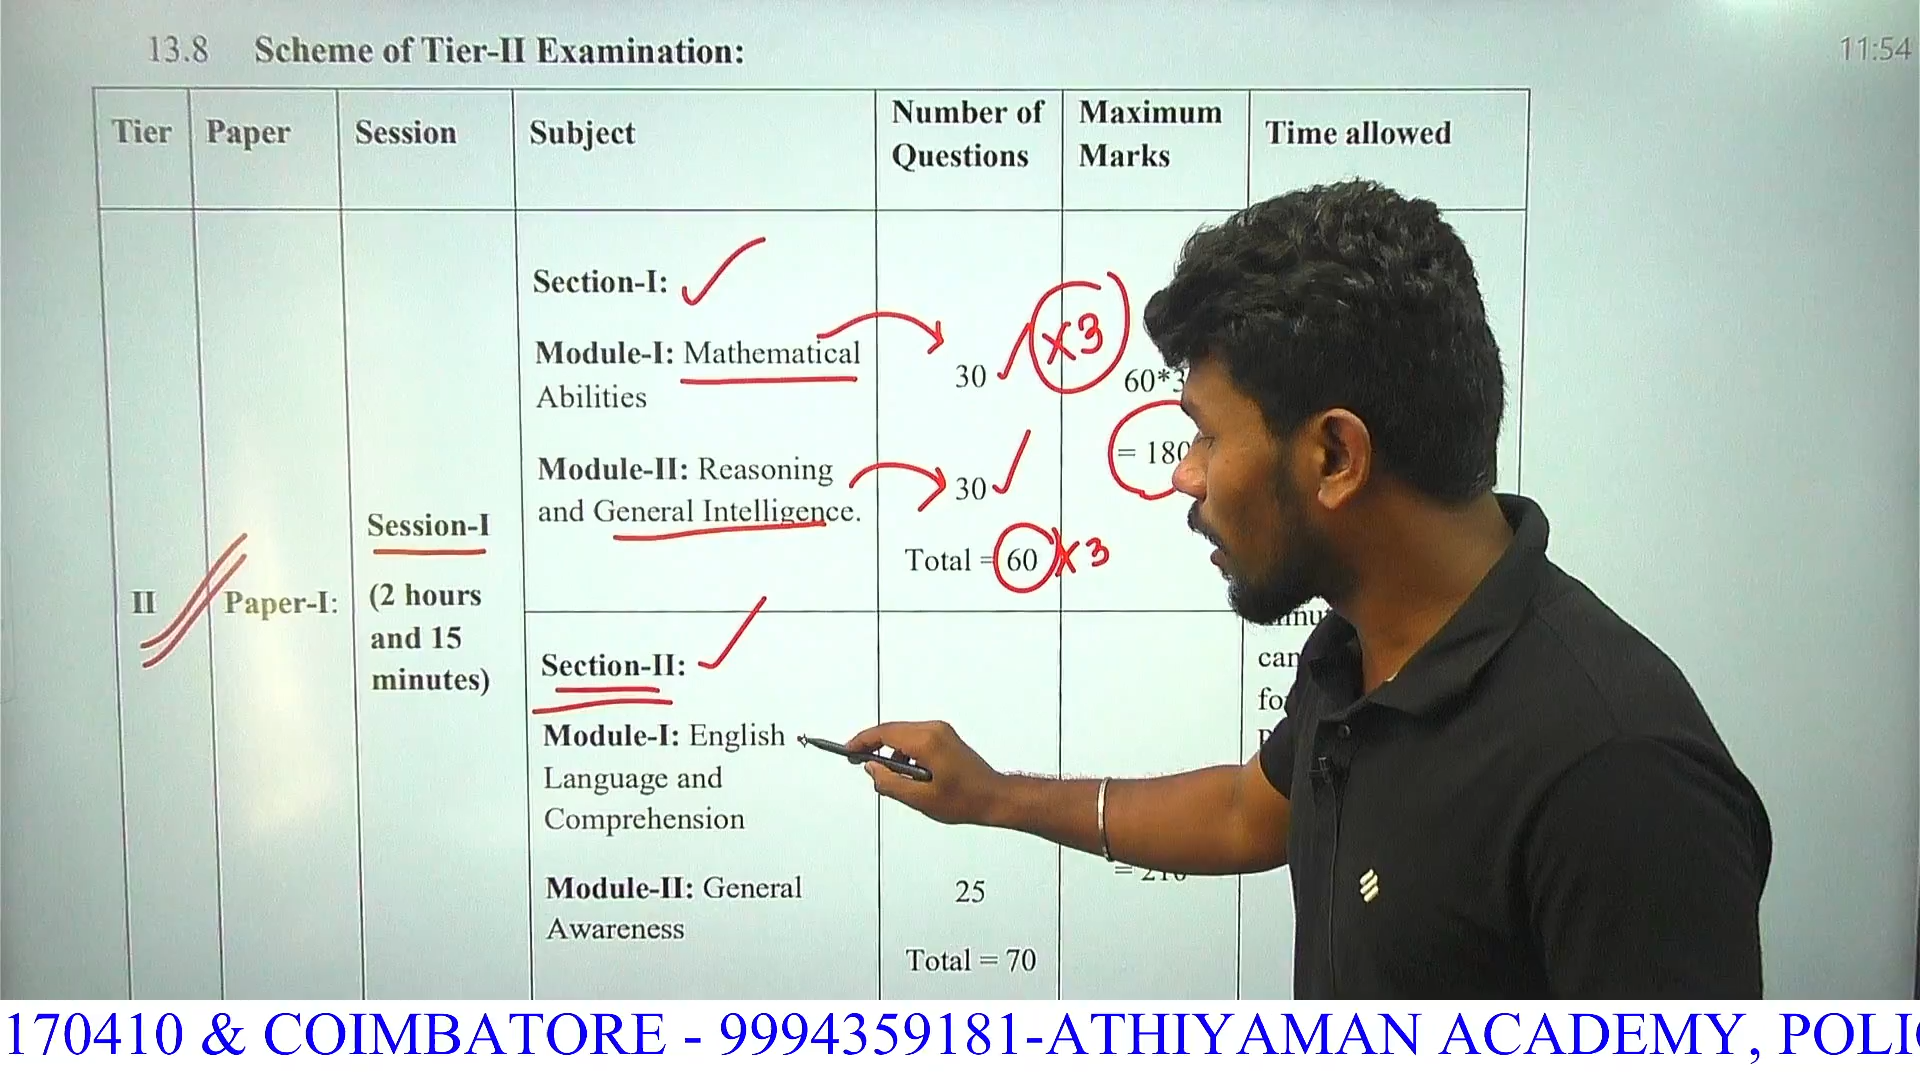 13.8 Scheme of Tier-II Examination:
11:54
Tier
Paper
Session
Subject
Number of
Questions
Maximum
Marks
Time allowed
II
Paper-I:
Session-I
(2 hours
and 15
minutes)
Section-I:
Module-I: Mathematical
Abilities
Module-II: Reasoning
and General Intelligence.
30
×3
30
Total = 60 ×3
60*3
= 180
Section-II:
Module-I: English
Language and
Comprehension
Module-II: General
Awareness
25
Total = 70
= 210
170410 & COIMBATORE - 9994359181-ATHIYAMAN ACADEMY, POLI